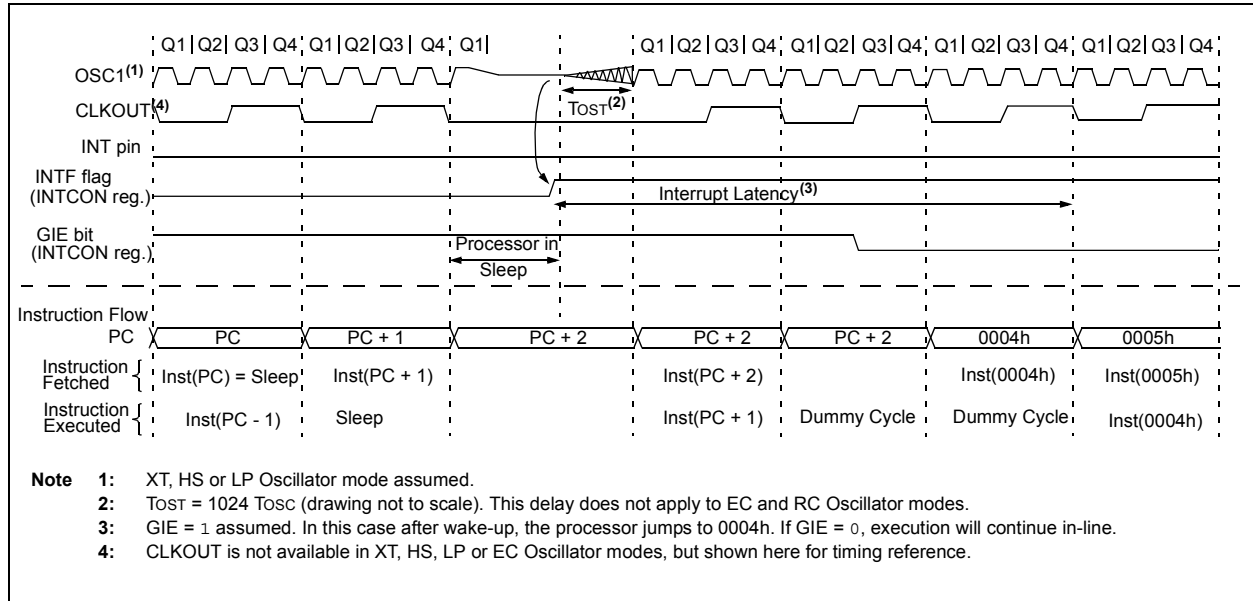 Q1 Q2 Q3 Q4 Q1 Q2 Q3 Q4 Q1 Q1 Q2 Q3 Q4 Q1 Q2 Q3 Q4 Q1 Q2 Q3 Q4 Q1 Q2 Q3 Q4
OSC1(1)
TOST(2)
CLKOUT(4)
INT pin
INTF flag
(INTCON reg.)
Interrupt Latency(3)
GIE bit
(INTCON reg.)
Processor in
Sleep
Instruction Flow
PC PC PC + 1 PC + 2 PC + 2 PC + 2 0004h 0005h
Instruction
Fetched
Inst(PC) = Sleep Inst(PC + 1) Inst(PC + 2) Inst(0004h) Inst(0005h)
Instruction
Executed
Inst(PC - 1) Sleep Inst(PC + 1) Dummy Cycle Dummy Cycle Inst(0004h)
Note 1: XT, HS or LP Oscillator mode assumed.
2: TOST = 1024 TOSC (drawing not to scale). This delay does not apply to EC and RC Oscillator modes.
3: GIE = 1 assumed. In this case after wake-up, the processor jumps to 0004h. If GIE = 0, execution will continue in-line.
4: CLKOUT is not available in XT, HS, LP or EC Oscillator modes, but shown here for timing reference.